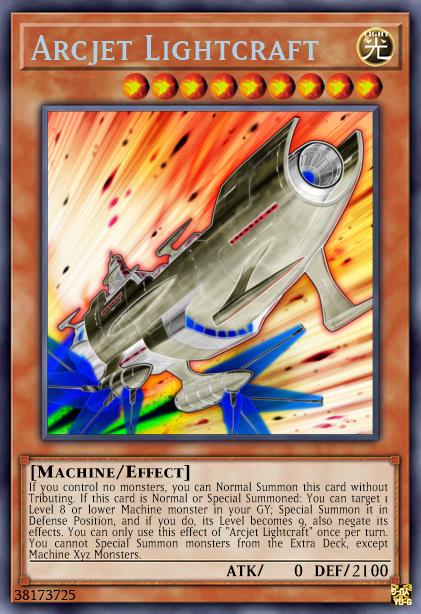 ARCJET LIGHTCRAFT
LIGHT
光
[MACHINE/EFFECT]
If you control no monsters, you can Normal Summon this card without
Tributing. If this card is Normal or Special Summoned: You can target 1
Level 8 or lower Machine monster in your GY; Special Summon it in
Defense Position, and if you do, its Level becomes 9, also negate its
effects. You can only use this effect of "Arcjet Lightcraft" once per turn.
You cannot Special Summon monsters from the Extra Deck, except
Machine Xyz Monsters.
ATK/ 0 DEF/2100
38173725